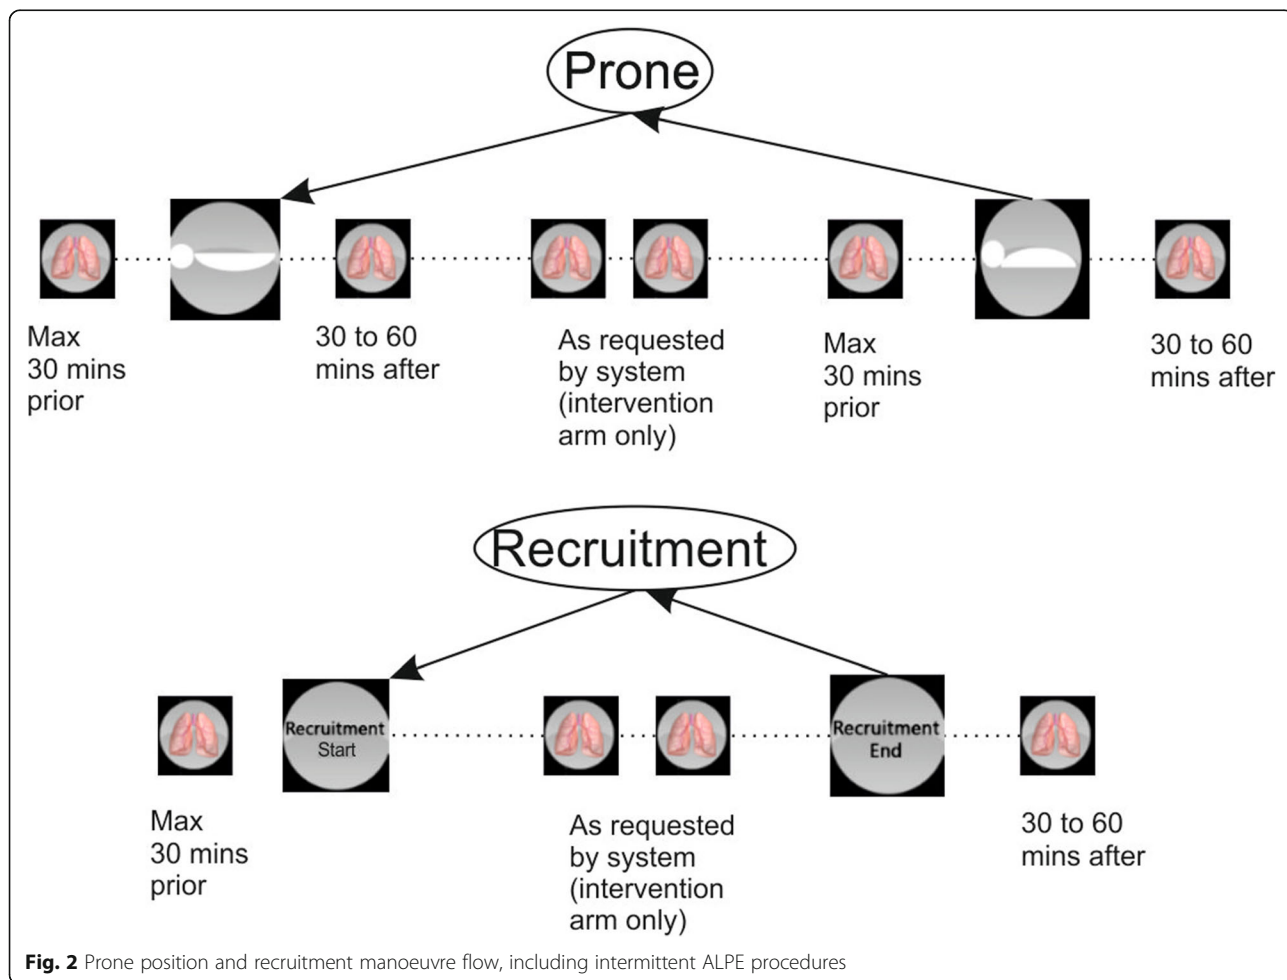 Prone
Max
30 mins
prior
30 to 60
mins after
As requested
by system
(intervention
arm only)
Max
30 mins
prior
30 to 60
mins after
Recruitment
Recruitment
Start
Recruitment
End
Max
30 mins
prior
As requested
by system
(intervention
arm only)
30 to 60
mins after
Fig. 2 Prone position and recruitment manoeuvre flow, including intermittent ALPE procedures